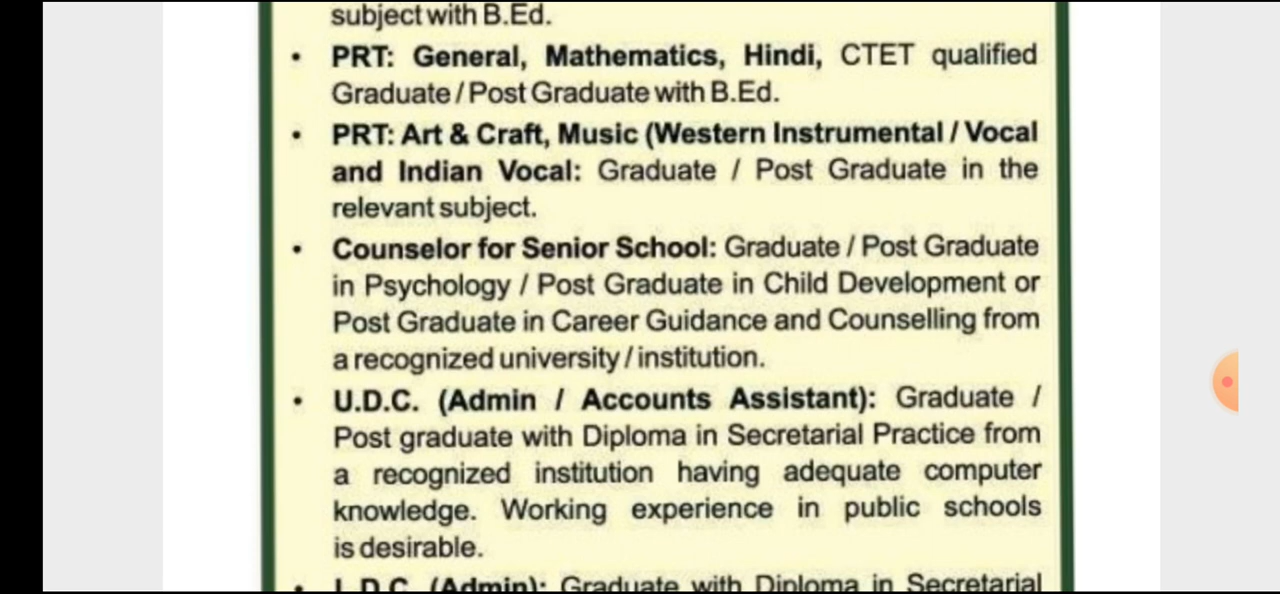 subject with B.Ed.
• PRT: General, Mathematics, Hindi, CTET qualified
Graduate / Post Graduate with B.Ed.
• PRT: Art & Craft, Music (Western Instrumental / Vocal
and Indian Vocal: Graduate / Post Graduate in the
relevant subject.
• Counselor for Senior School: Graduate / Post Graduate
in Psychology / Post Graduate in Child Development or
Post Graduate in Career Guidance and Counselling from
a recognized university / institution.
• U.D.C. (Admin / Accounts Assistant): Graduate /
Post graduate with Diploma in Secretarial Practice from
a recognized institution having adequate computer
knowledge. Working experience in public schools
is desirable.
• L.D.C. (Admin): Graduate with Diploma in Secretarial